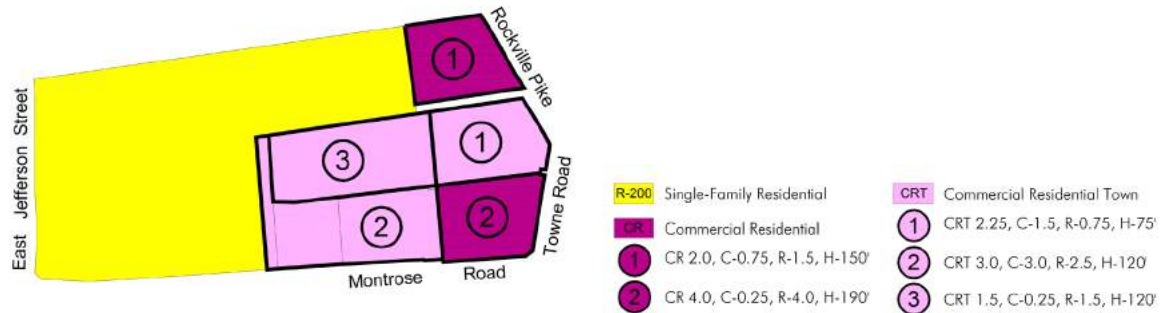 Rockville Pike
1
East Jefferson Street
3
1
2
2
Towne Road
Montrose Road
R-200 Single-Family Residential
CR Commercial Residential
1 CR 2.0, C-0.75, R-1.5, H-150'
2 CR 4.0, C-0.25, R-4.0, H-190'
CRT Commercial Residential Town
1 CRT 2.25, C-1.5, R-0.75, H-75'
2 CRT 3.0, C-3.0, R-2.5, H-120'
3 CRT 1.5, C-0.25, R-1.5, H-120'